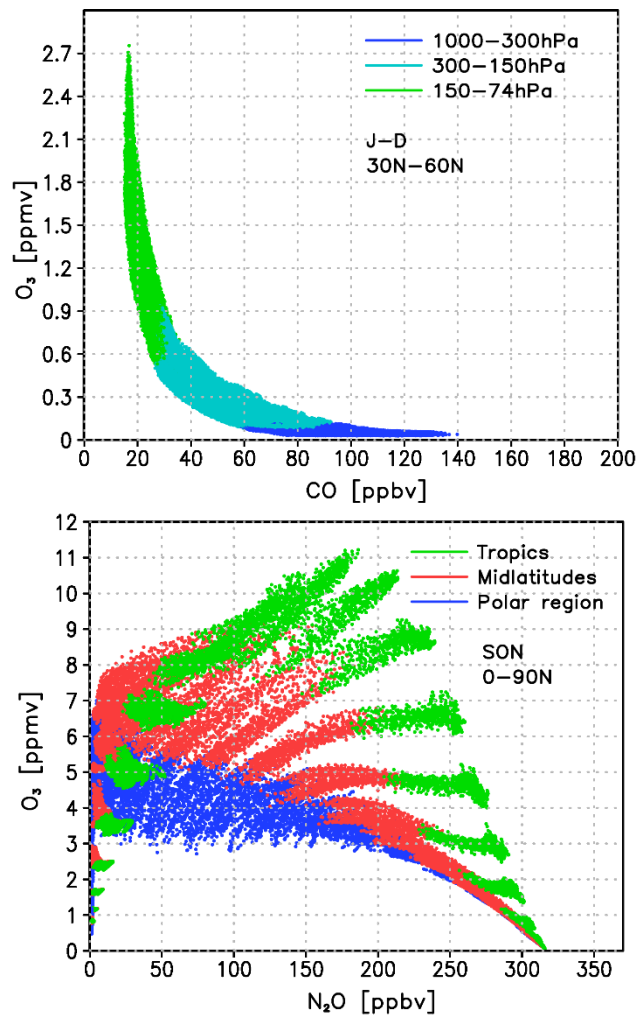 2.7
2.4
2.1
1.8
1.5
1.2
0.9
0.6
0.3
0
O₃ [ppmv]
1000−300hPa
300−150hPa
150−74hPa
J−D
30N−60N
0 20 40 60 80 100 120 140 160 180 200
CO [ppbv]
12
11
10
9
8
7
6
5
4
3
2
1
0
O₃ [ppmv]
Tropics
Midlatitudes
Polar region
SON
0−90N
0 50 100 150 200 250 300 350
N₂O [ppbv]